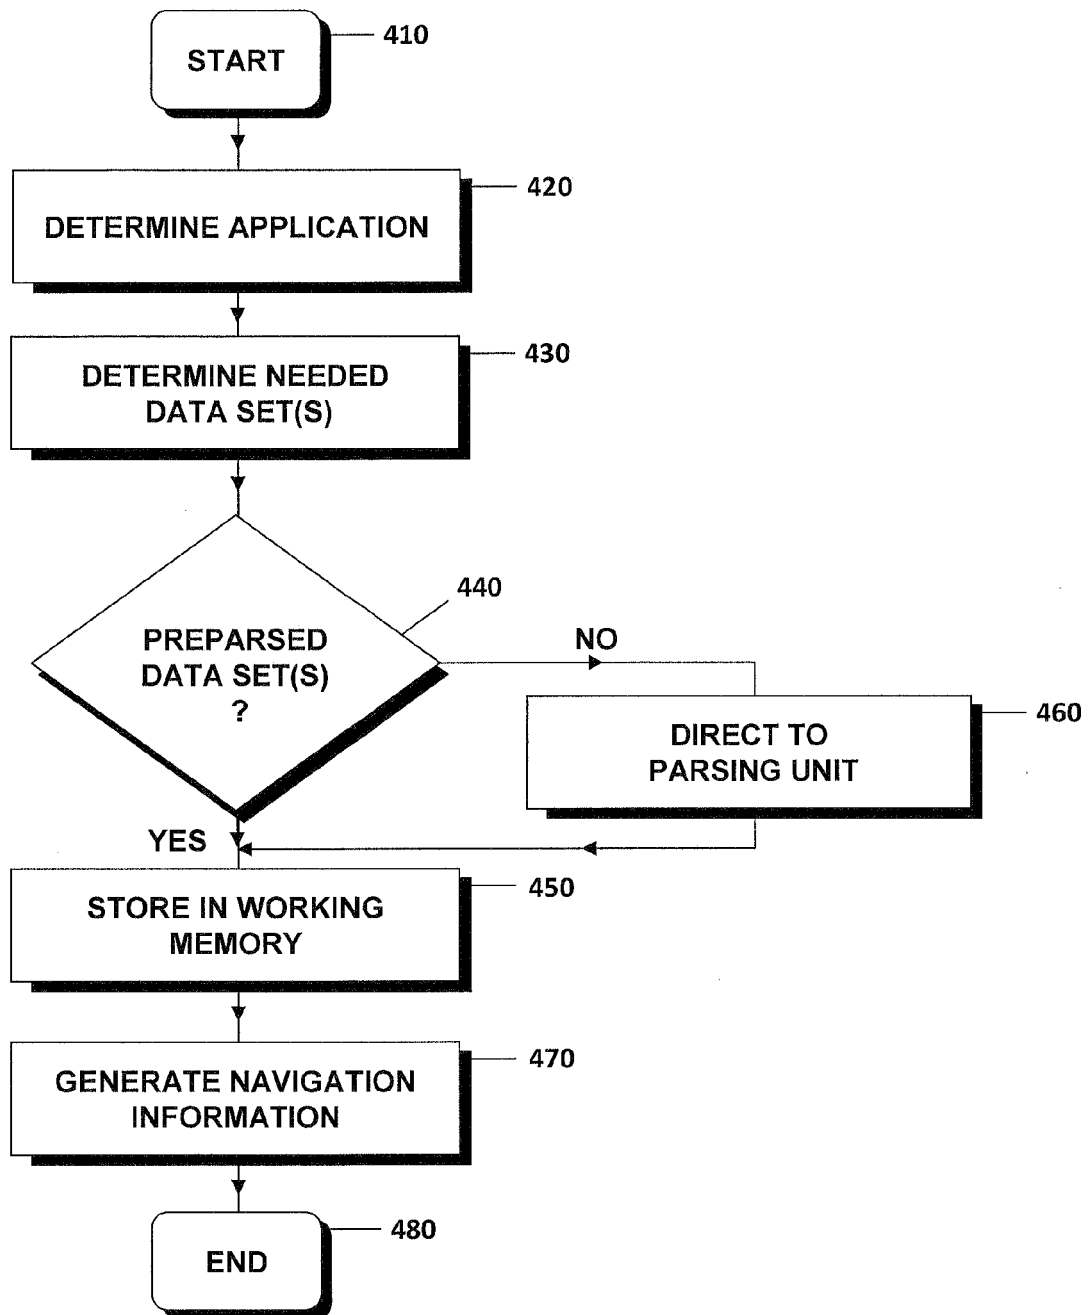 START
410
DETERMINE APPLICATION
420
DETERMINE NEEDED
DATA SET(S)
430
PREPARSED
DATA SET(S)
?
440
NO
DIRECT TO
PARSING UNIT
460
YES
STORE IN WORKING
MEMORY
450
GENERATE NAVIGATION
INFORMATION
470
END
480